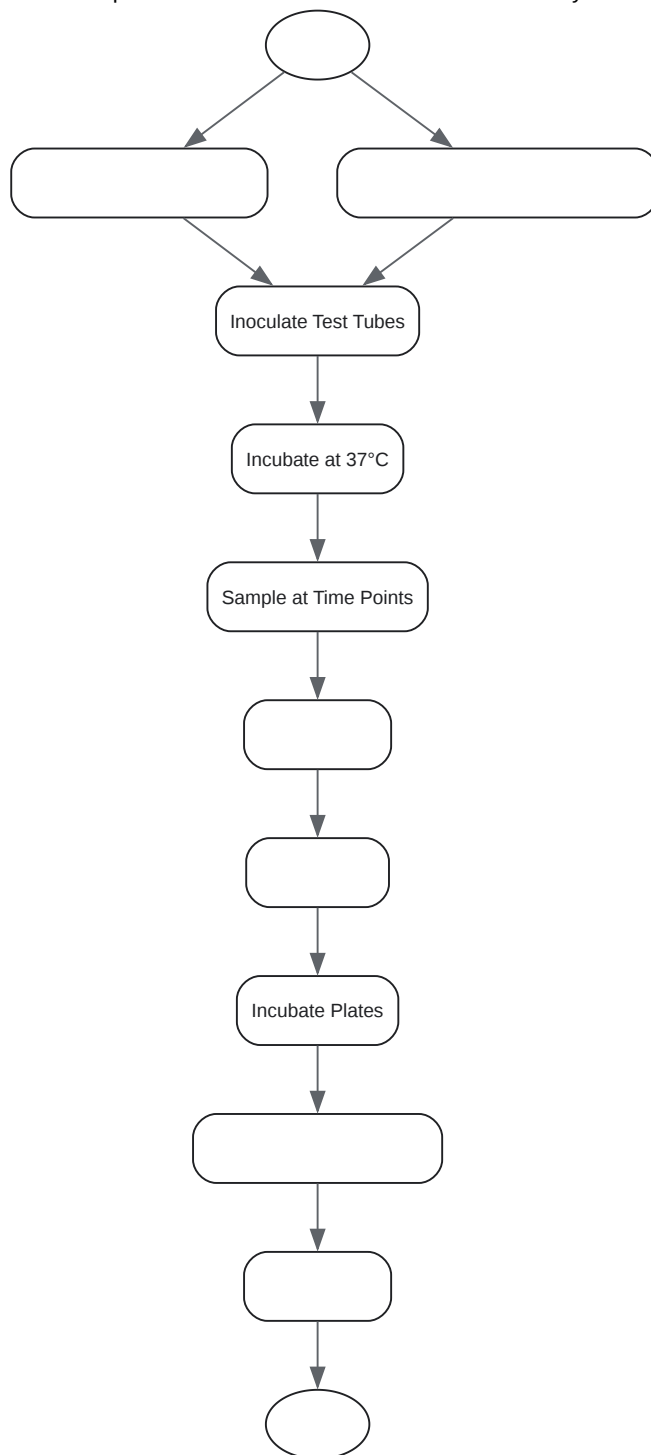 Inoculate Test Tubes
Incubate at 37°C
Sample at Time Points
Incubate Plates